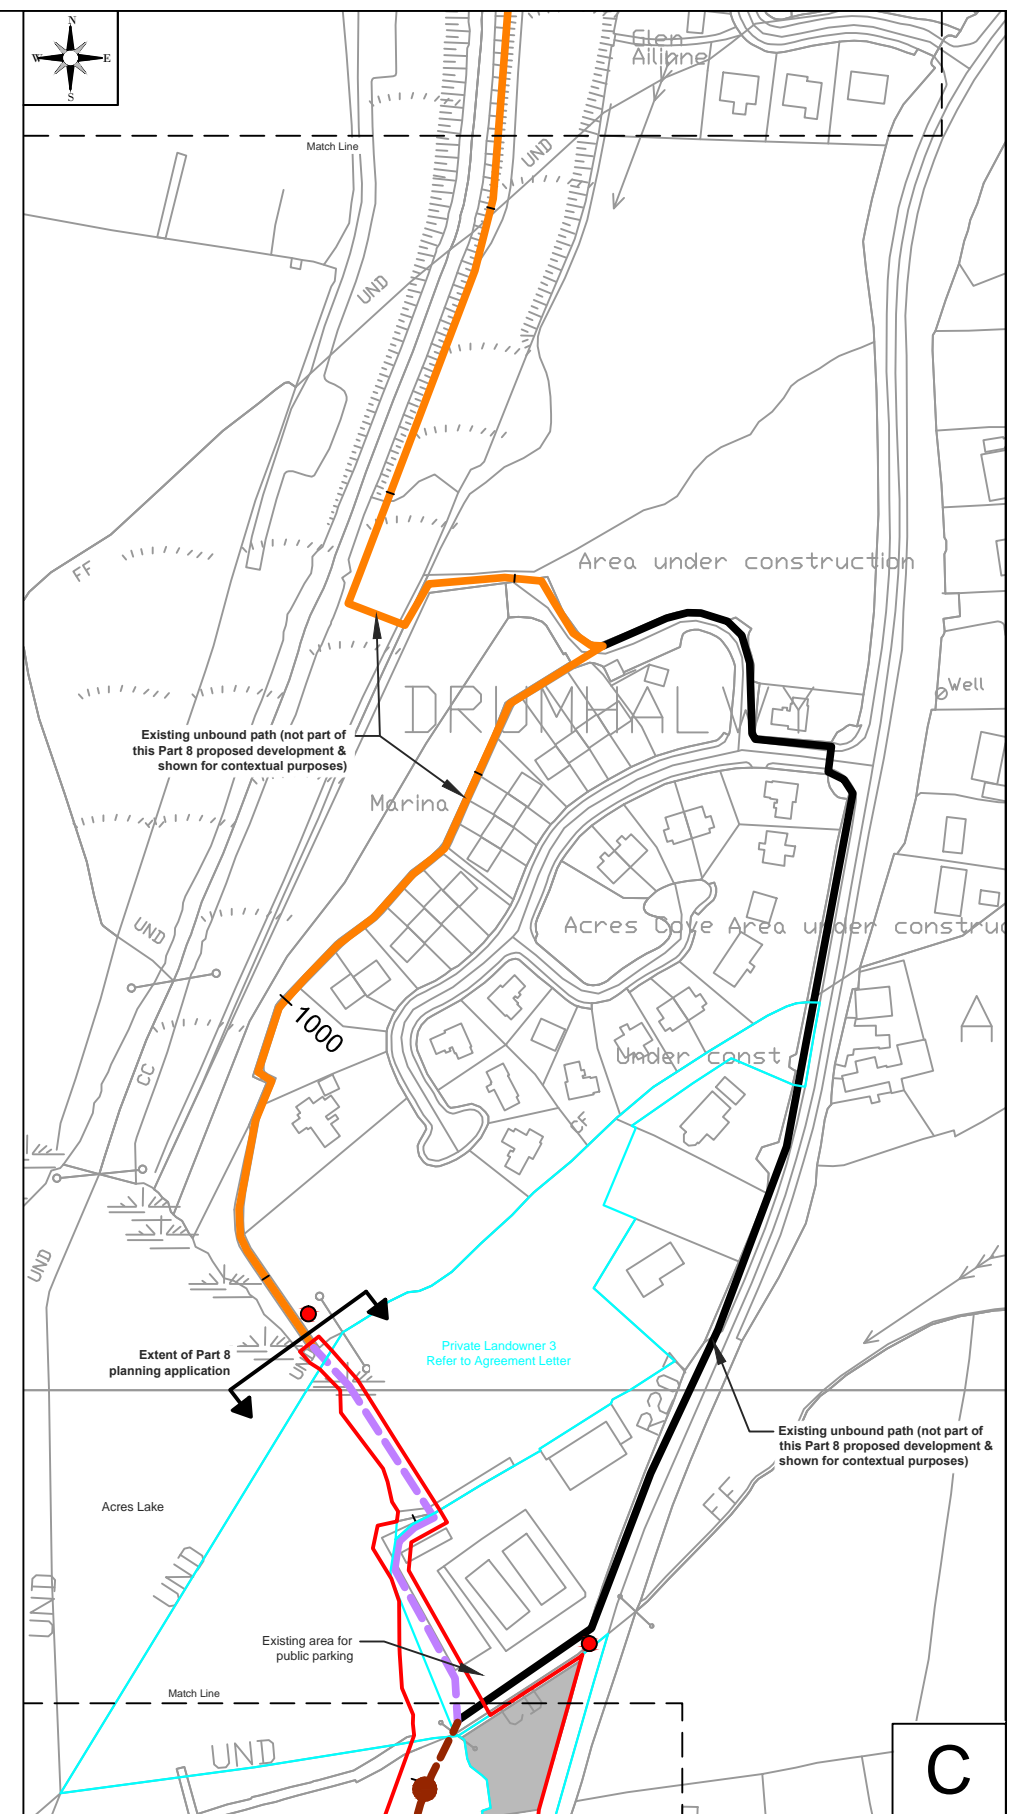 N
W
E
S
Glen
Ailinne
Match Line
UND
UND
Area under construction
FF
DRUMHALWY
Well
Existing unbound path (not part of
this Part 8 proposed development &
shown for contextual purposes)
Marina
Acres Cove
Area under construc
UND
1000
A
Under const
CC
CF
UND
Private Landowner 3
Refer to Agreement Letter
Extent of Part 8
planning application
Existing unbound path (not part of
this Part 8 proposed development &
shown for contextual purposes)
Acres Lake
FF
UND
UND
Existing area for
public parking
Match Line
CD
UND
C